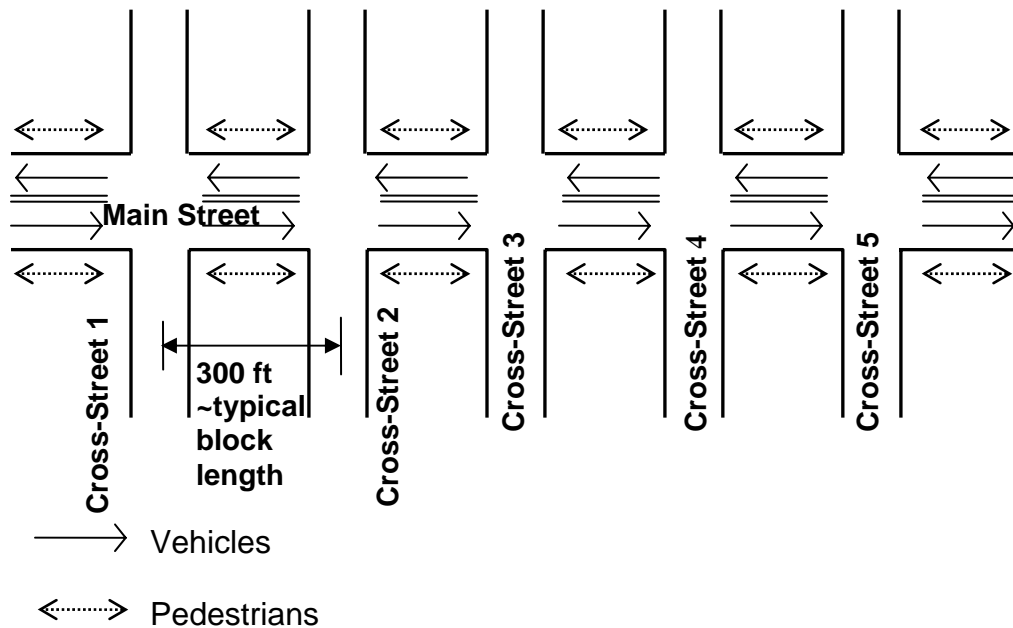 Main Street
Cross-Street 1
300 ft
~typical
block
length
Cross-Street 2
Cross-Street 3
Cross-Street 4
Cross-Street 5
Vehicles
Pedestrians